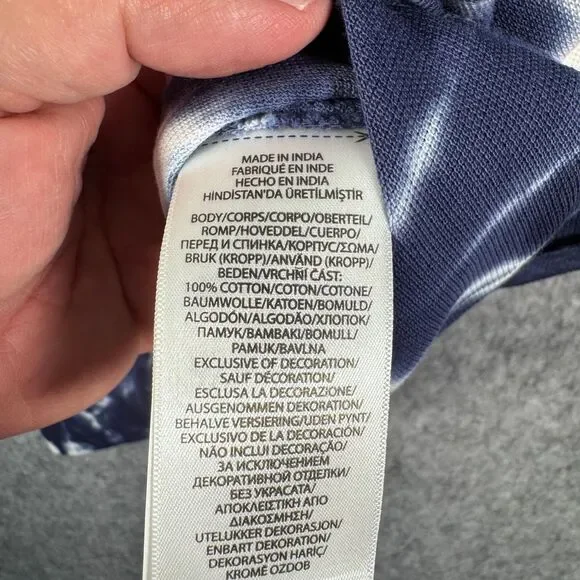 MADE IN INDIA
FABRIQUÉ EN INDE
HECHO EN INDIA
HİNDİSTAN'DA ÜRETİLMİŞTİR
BODY/CORPS/CORPO/OBERTEIL/
ROMP/HOVEDDEL/CUERPO/
ПЕРЕД И СПИНКА/КОРПУС/ΣΩΜΑ/
BRUK (KROPP)/ANVÄND (KROPP)/
BEDEN/VRCHNÍ ČÁST:
100% COTTON/COTON/COTONE/
BAUMWOLLE/KATOEN/BOMULD/
ALGODÓN/ALGODÃO/ХЛОПОК/
ПАМУК/ΒΑΜΒΑΚΙ/BOMULL/
PAMUK/BAVLNA
EXCLUSIVE OF DECORATION/
SAUF DÉCORATION/
ESCLUSA LA DECORAZIONE/
AUSGENOMMEN DEKORATION/
BEHALVE VERSIERING/UDEN PYNT/
EXCLUSIVO DE LA DECORACIÓN/
NÃO INCLUI DECORAÇÃO/
ЗА ИСКЛЮЧЕНИЕМ
ДЕКОРАТИВНОЙ ОТДЕЛКИ/
БЕЗ УКРАСАТА/
ΑΠΟΚΛΕΙΣΤΙΚΗ ΑΠΟ
ΔΙΑΚΟΣΜΗΣΗ/
UTELUKKER DEKORASJON/
ENBART DEKORATION/
DEKORASYON HARİÇ/
KROMĚ OZDOB